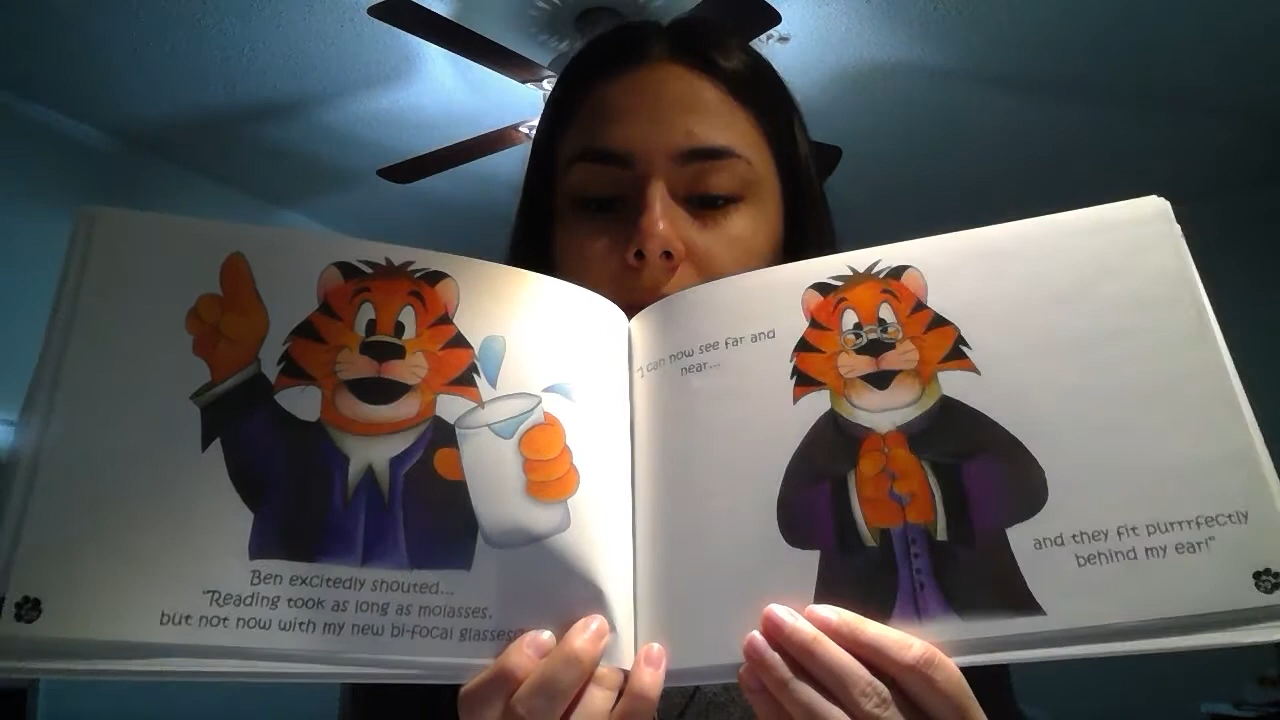 Ben excitedly shouted...
"Reading took as long as molasses,
but not now with my new bi-focal glasses
I can now see far and
near...
and they fit purrrfectly
behind my ear!"